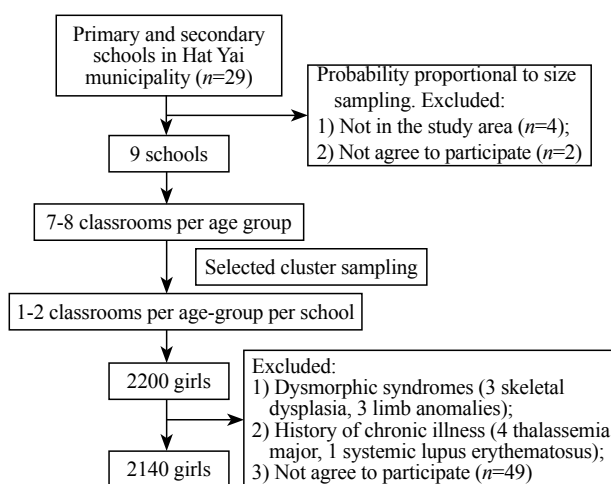 Primary and secondary
schools in Hat Yai
municipality (n=29)
Probability proportional to size
sampling. Excluded:
1) Not in the study area (n=4);
2) Not agree to participate (n=2)
9 schools
7-8 classrooms per age group
Selected cluster sampling
1-2 classrooms per age-group per school
2200 girls
Excluded:
1) Dysmorphic syndromes (3 skeletal
dysplasia, 3 limb anomalies);
2) History of chronic illness (4 thalassemia
major, 1 systemic lupus erythematosus);
3) Not agree to participate (n=49)
2140 girls